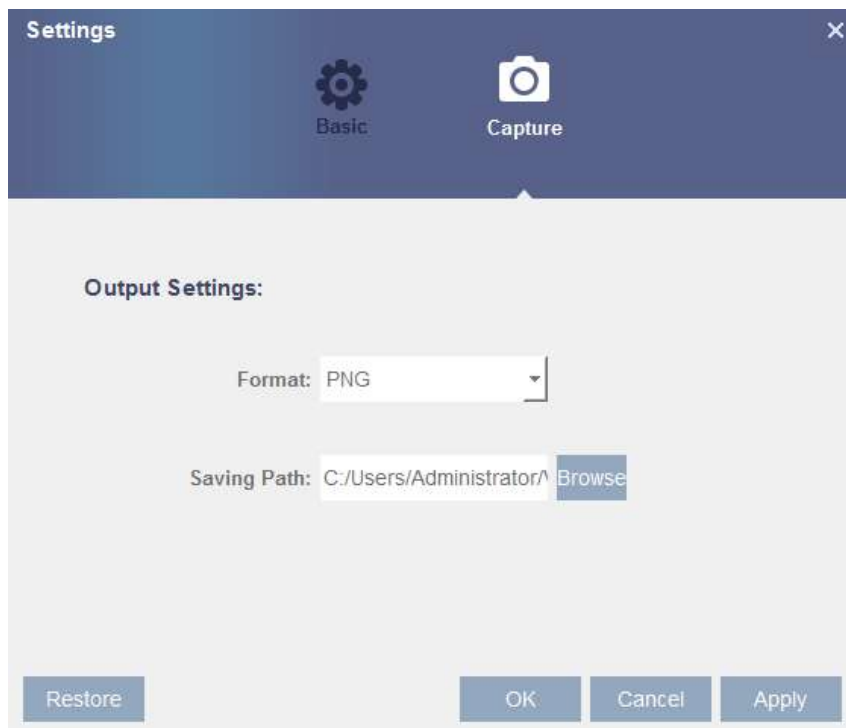 Settings
Basic
Capture
Output Settings:
Format: PNG
Saving Path: C:/Users/Administrator/ Browse
Restore OK Cancel Apply